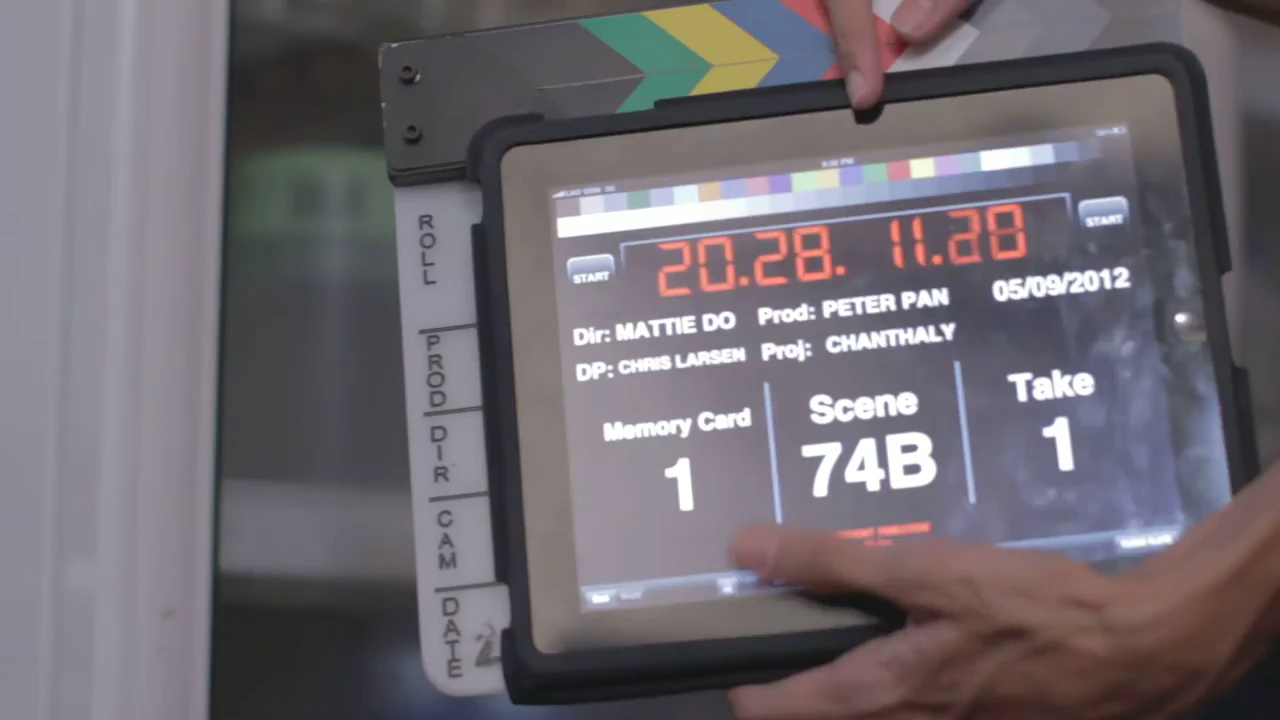 START
20.28. 11.28
START
Dir: MATTIE DO Prod: PETER PAN 05/09/2012
DP: CHRIS LARSEN Proj: CHANTHALY
Memory Card Scene Take
1 74B 1
ROLL
PROD
DIR
CAM
DATE